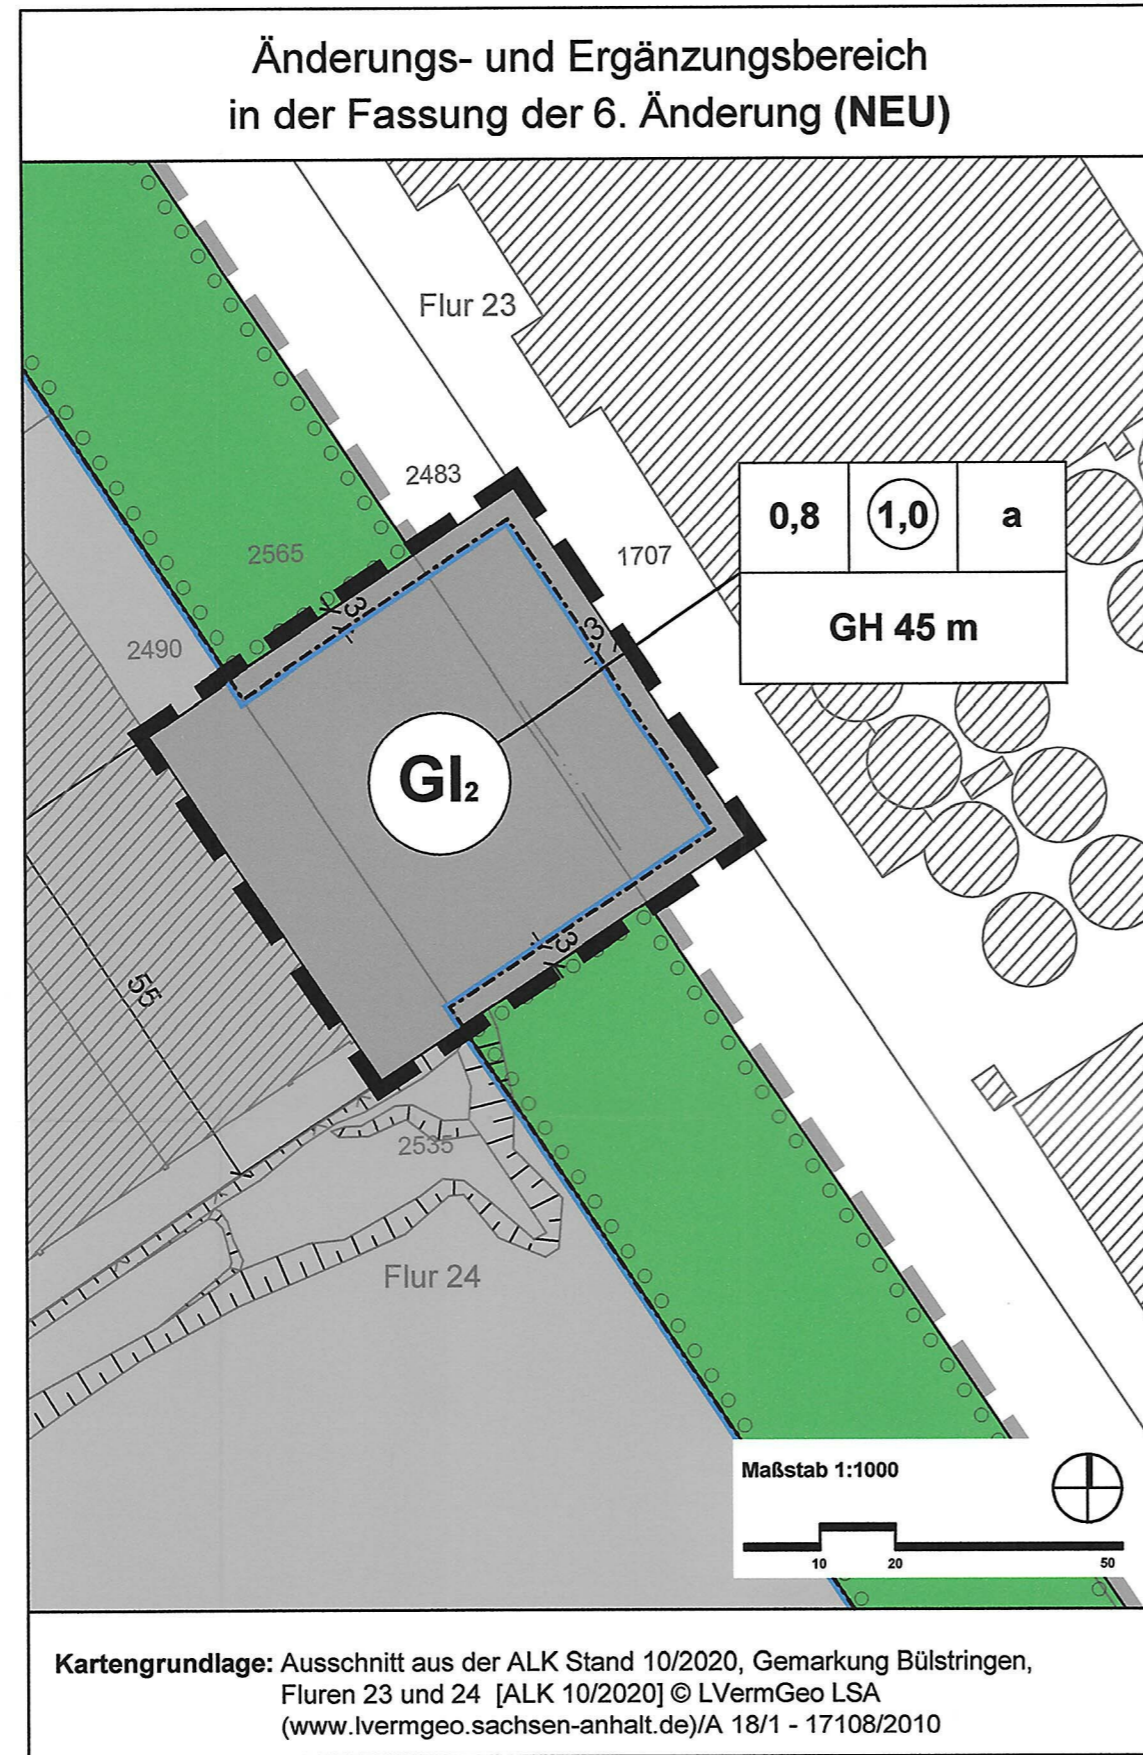 Änderungs- und Ergänzungsbereich
in der Fassung der 6. Änderung (NEU)
Flur 23
2483
2565
1707
2490
0,8 1,0 a
GH 45 m
3
3
GI2
3
55
2535
Flur 24
Maßstab 1:1000
10 20 50
Kartengrundlage: Ausschnitt aus der ALK Stand 10/2020, Gemarkung Bülstringen,
Fluren 23 und 24 [ALK 10/2020] © LVermGeo LSA
(www.lvermgeo.sachsen-anhalt.de)/A 18/1 - 17108/2010